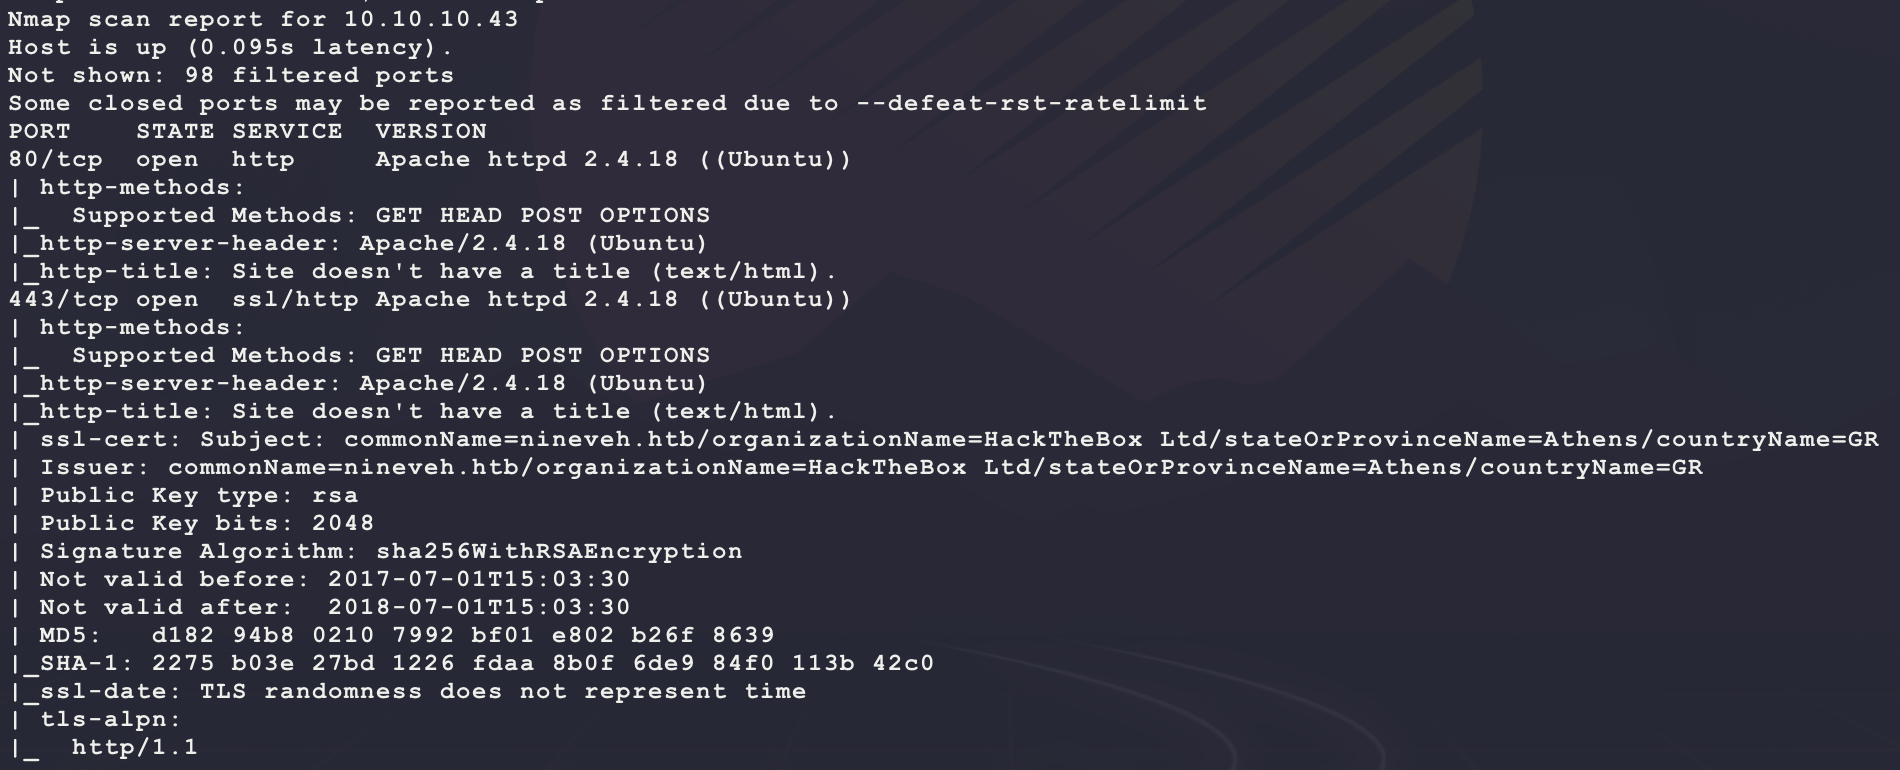 Nmap scan report for 10.10.10.43
Host is up (0.095s latency).
Not shown: 98 filtered ports
Some closed ports may be reported as filtered due to --defeat-rst-ratelimit
PORT    STATE SERVICE  VERSION
80/tcp  open  http     Apache httpd 2.4.18 ((Ubuntu))
| http-methods:
|_  Supported Methods: GET HEAD POST OPTIONS
|_http-server-header: Apache/2.4.18 (Ubuntu)
|_http-title: Site doesn't have a title (text/html).
443/tcp open  ssl/http Apache httpd 2.4.18 ((Ubuntu))
| http-methods:
|_  Supported Methods: GET HEAD POST OPTIONS
|_http-server-header: Apache/2.4.18 (Ubuntu)
|_http-title: Site doesn't have a title (text/html).
| ssl-cert: Subject: commonName=nineveh.htb/organizationName=HackTheBox Ltd/stateOrProvinceName=Athens/countryName=GR
| Issuer: commonName=nineveh.htb/organizationName=HackTheBox Ltd/stateOrProvinceName=Athens/countryName=GR
| Public Key type: rsa
| Public Key bits: 2048
| Signature Algorithm: sha256WithRSAEncryption
| Not valid before: 2017-07-01T15:03:30
| Not valid after:  2018-07-01T15:03:30
| MD5:   d182 94b8 0210 7992 bf01 e802 b26f 8639
|_SHA-1: 2275 b03e 27bd 1226 fdaa 8b0f 6de9 84f0 113b 42c0
|_ssl-date: TLS randomness does not represent time
| tls-alpn:
|_  http/1.1